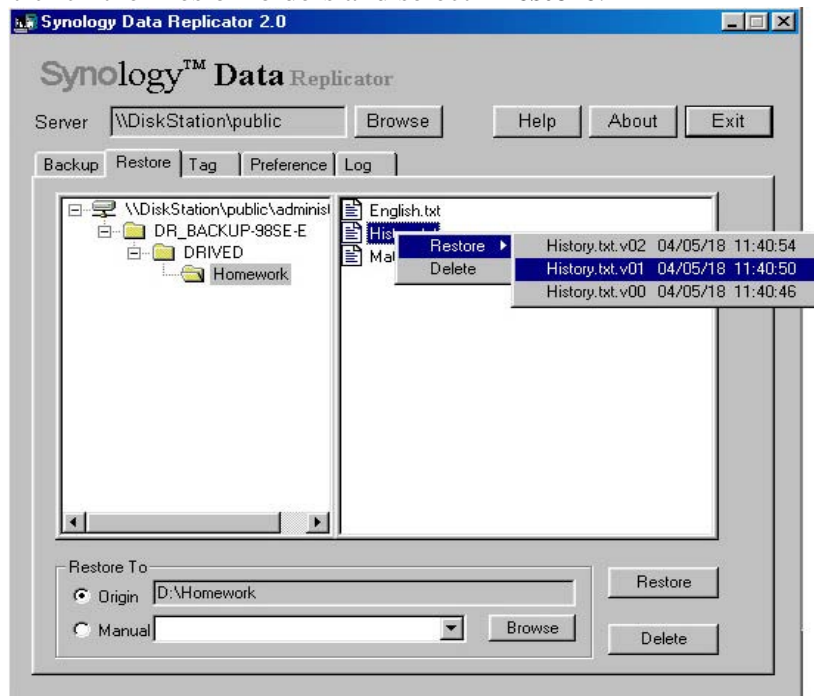 Synology Data Replicator 2.0
Synology™ Data Replicator
Server \\DiskStation\public Browse Help About Exit
Backup Restore Tag Preference Log
\\DiskStation\public\administ
DR_BACKUP-98SE-E
DRIVED
Homework
English.txt
Restore
Delete
History.txt.v02 04/05/18 11:40:54
History.txt.v01 04/05/18 11:40:50
History.txt.v00 04/05/18 11:40:46
Restore To
Origin D:\Homework
Manual Browse
Restore
Delete